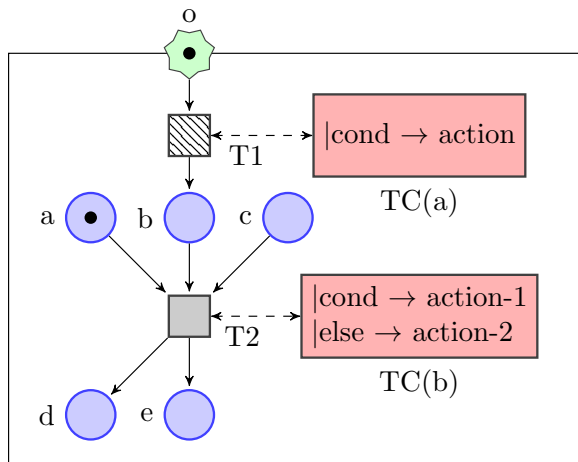 o
|cond → action
T1
TC(a)
a
b
c
|cond → action-1
|else → action-2
T2
TC(b)
d
e